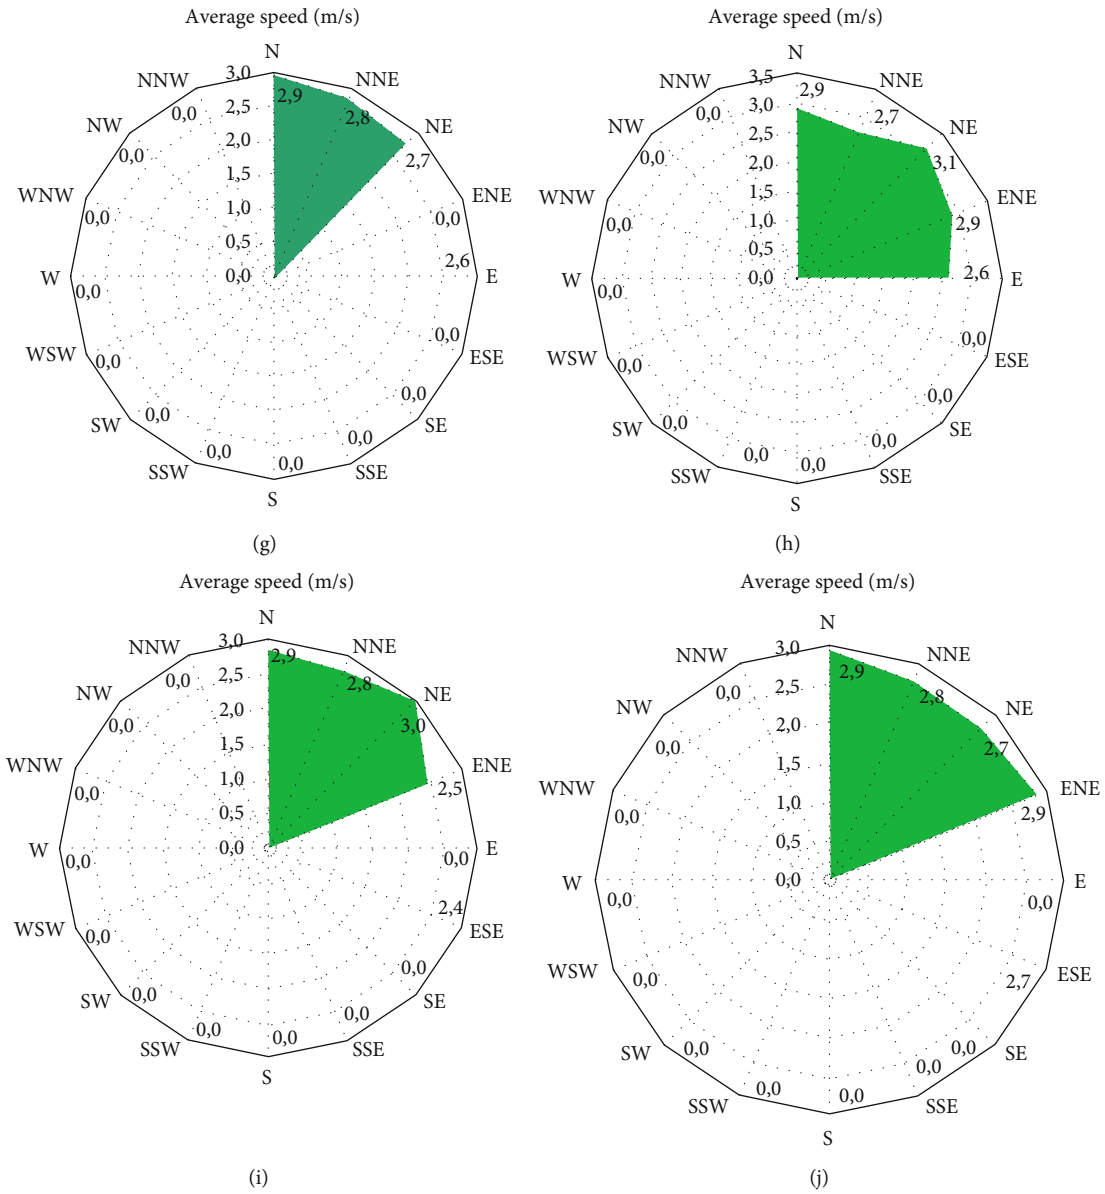 Average speed (m/s)
N
NNE
NE
ENE
E
ESE
SE
SSE
S
SSW
SW
WSW
W
WNW
NW
NNW
3,0
2,5
2,0
1,5
1,0
0,5
0,0
2,9
2,8
2,7
0,0
2,6
0,0
0,0
0,0
0,0
0,0
0,0
0,0
0,0
0,0
0,0
0,0
(g)
Average speed (m/s)
N
NNE
NE
ENE
E
ESE
SE
SSE
S
SSW
SW
WSW
W
WNW
NW
NNW
3,5
3,0
2,5
2,0
1,5
1,0
0,5
0,0
2,9
2,7
3,1
2,9
2,6
0,0
0,0
0,0
0,0
0,0
0,0
0,0
0,0
0,0
0,0
0,0
(h)
Average speed (m/s)
N
NNE
NE
ENE
E
ESE
SE
SSE
S
SSW
SW
WSW
W
WNW
NW
NNW
3,0
2,5
2,0
1,5
1,0
0,5
0,0
2,9
2,8
3,0
2,5
0,0
2,4
0,0
0,0
0,0
0,0
0,0
0,0
0,0
0,0
0,0
0,0
(i)
Average speed (m/s)
N
NNE
NE
ENE
E
ESE
SE
SSE
S
SSW
SW
WSW
W
WNW
NW
NNW
3,0
2,5
2,0
1,5
1,0
0,5
0,0
2,9
2,8
2,7
2,9
0,0
2,7
0,0
0,0
0,0
0,0
0,0
0,0
0,0
0,0
0,0
0,0
(j)